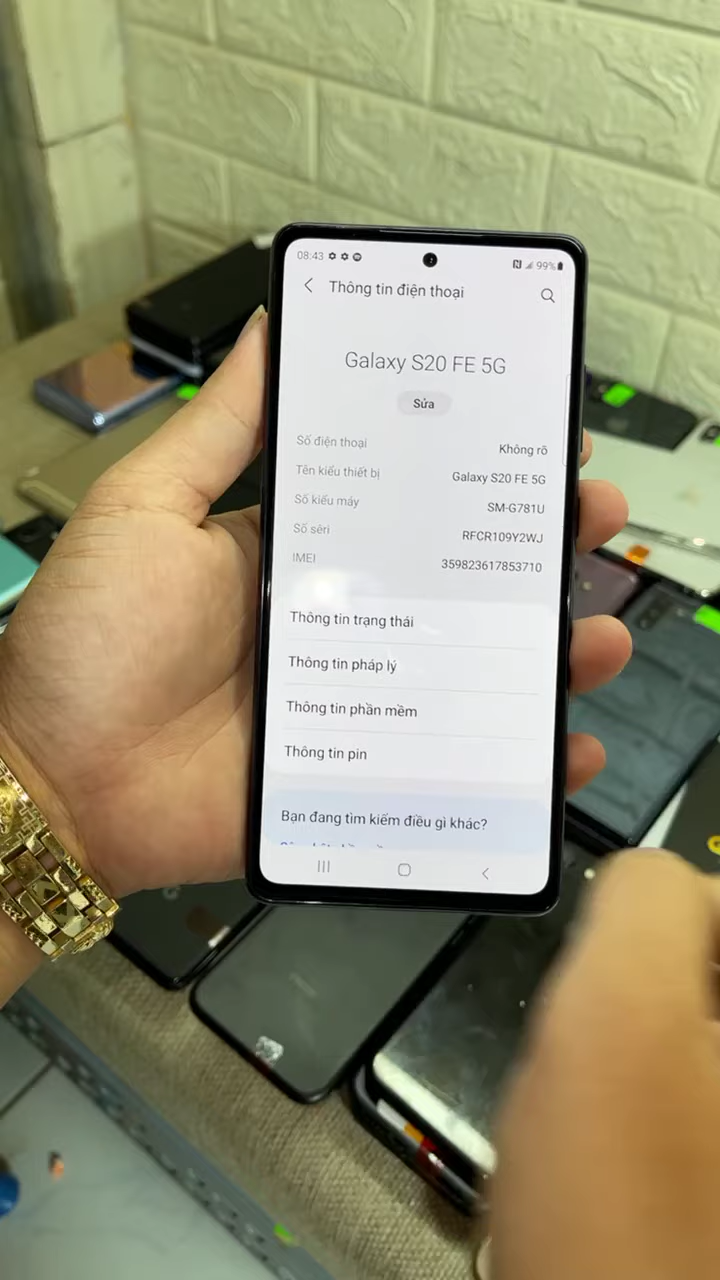 08:43
99%
Thông tin điện thoại
Galaxy S20 FE 5G
Sửa
Số điện thoại Không rõ
Tên kiểu thiết bị Galaxy S20 FE 5G
Số kiểu máy SM-G781U
Số sêri RFCR109Y2WJ
IMEI 359823617853710
Thông tin trạng thái
Thông tin pháp lý
Thông tin phần mềm
Thông tin pin
Bạn đang tìm kiếm điều gì khác?